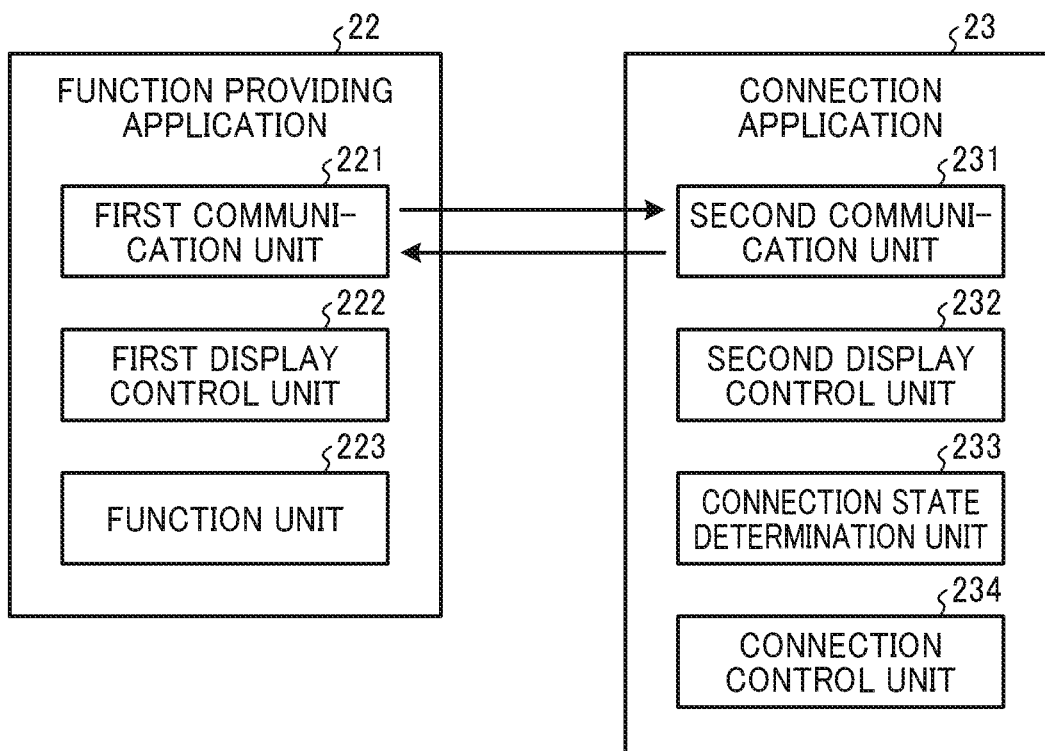 22
FUNCTION PROVIDING
APPLICATION
221
FIRST COMMUNI-
CATION UNIT
222
FIRST DISPLAY
CONTROL UNIT
223
FUNCTION UNIT
23
CONNECTION
APPLICATION
231
SECOND COMMUNI-
CATION UNIT
232
SECOND DISPLAY
CONTROL UNIT
233
CONNECTION STATE
DETERMINATION UNIT
234
CONNECTION
CONTROL UNIT